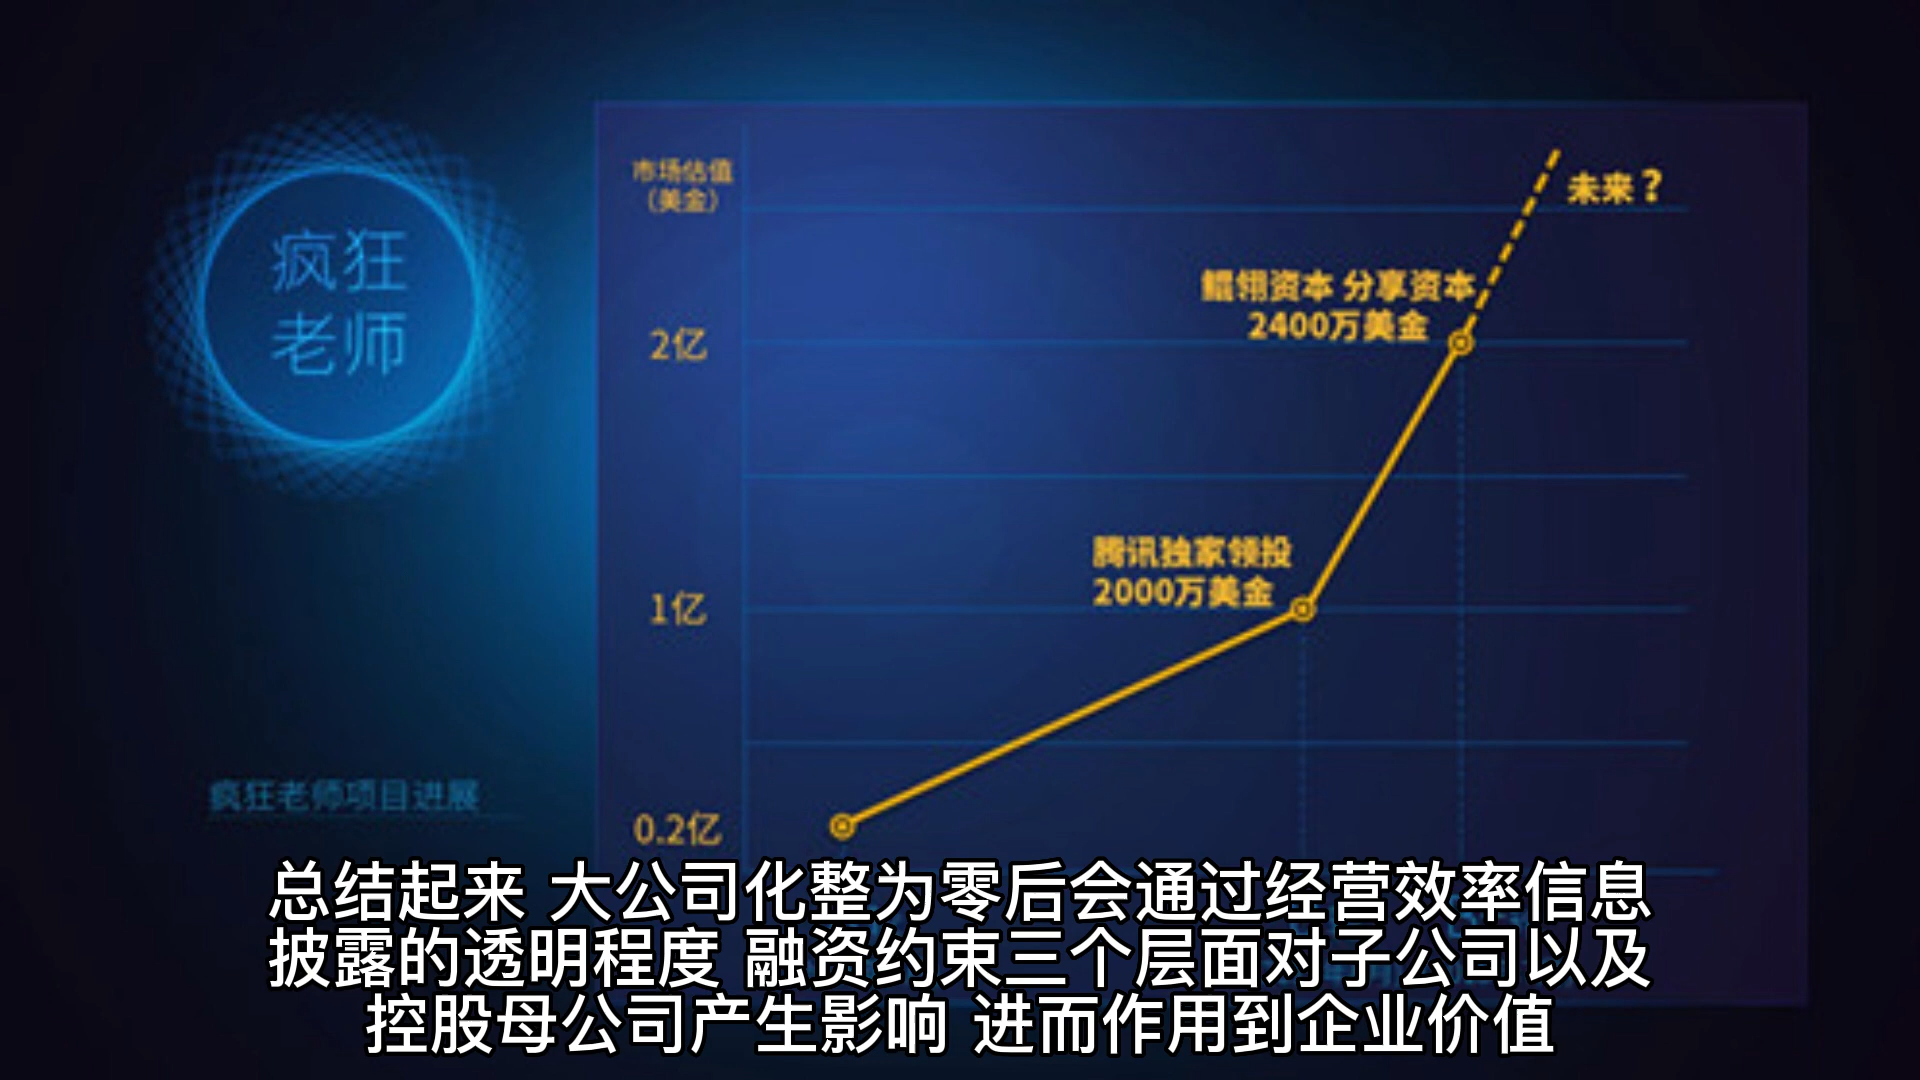 疯狂
老师
市场估值
（美金）
未来？
鲲翎资本 分享资本
2400万美金
2亿
腾讯独家领投
2000万美金
1亿
疯狂老师项目进展
0.2亿
总结起来 大公司化整为零后会通过经营效率信息
披露的透明程度 融资约束三个层面对子公司以及
控股母公司产生影响 进而作用到企业价值